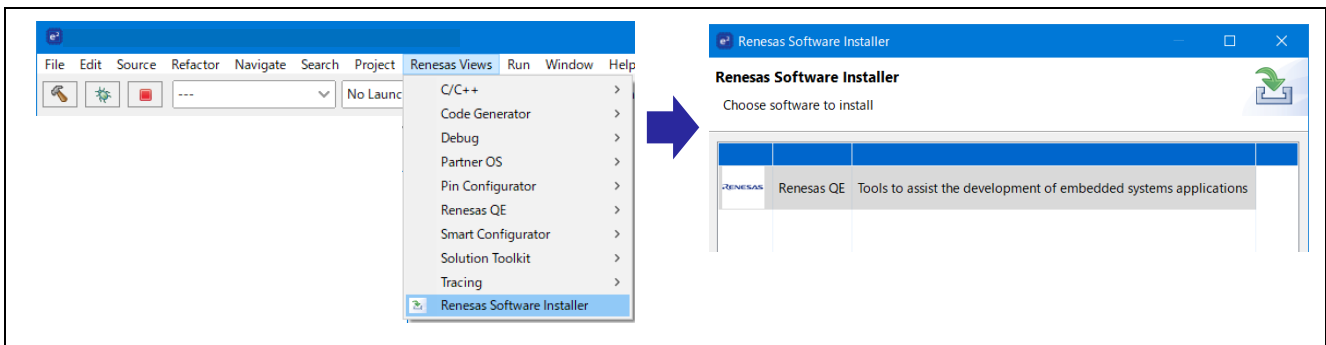 e²
File Edit Source Refactor Navigate Search Project Renesas Views Run Window Help
--- No Launc
C/C++
Code Generator
Debug
Partner OS
Pin Configurator
Renesas QE
Smart Configurator
Solution Toolkit
Tracing
Renesas Software Installer
e² Renesas Software Installer
Renesas Software Installer
Choose software to install
RENESAS Renesas QE Tools to assist the development of embedded systems applications